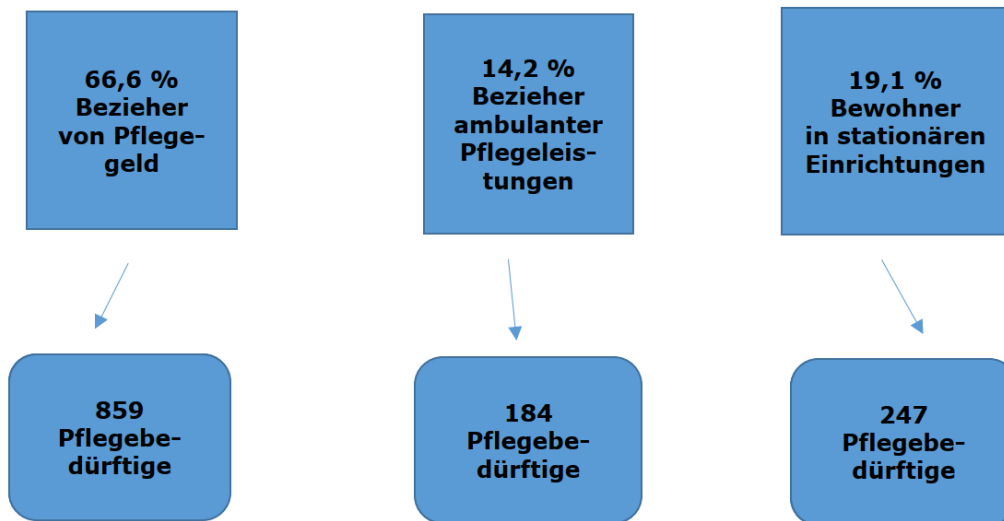 66,6 %
Bezieher
von Pflege-
geld
14,2 %
Bezieher
ambulanter
Pflegeleis-
tungen
19,1 %
Bewohner
in stationären
Einrichtungen
859
Pflegebe-
dürftige
184
Pflegebe-
dürftige
247
Pflegebe-
dürftige